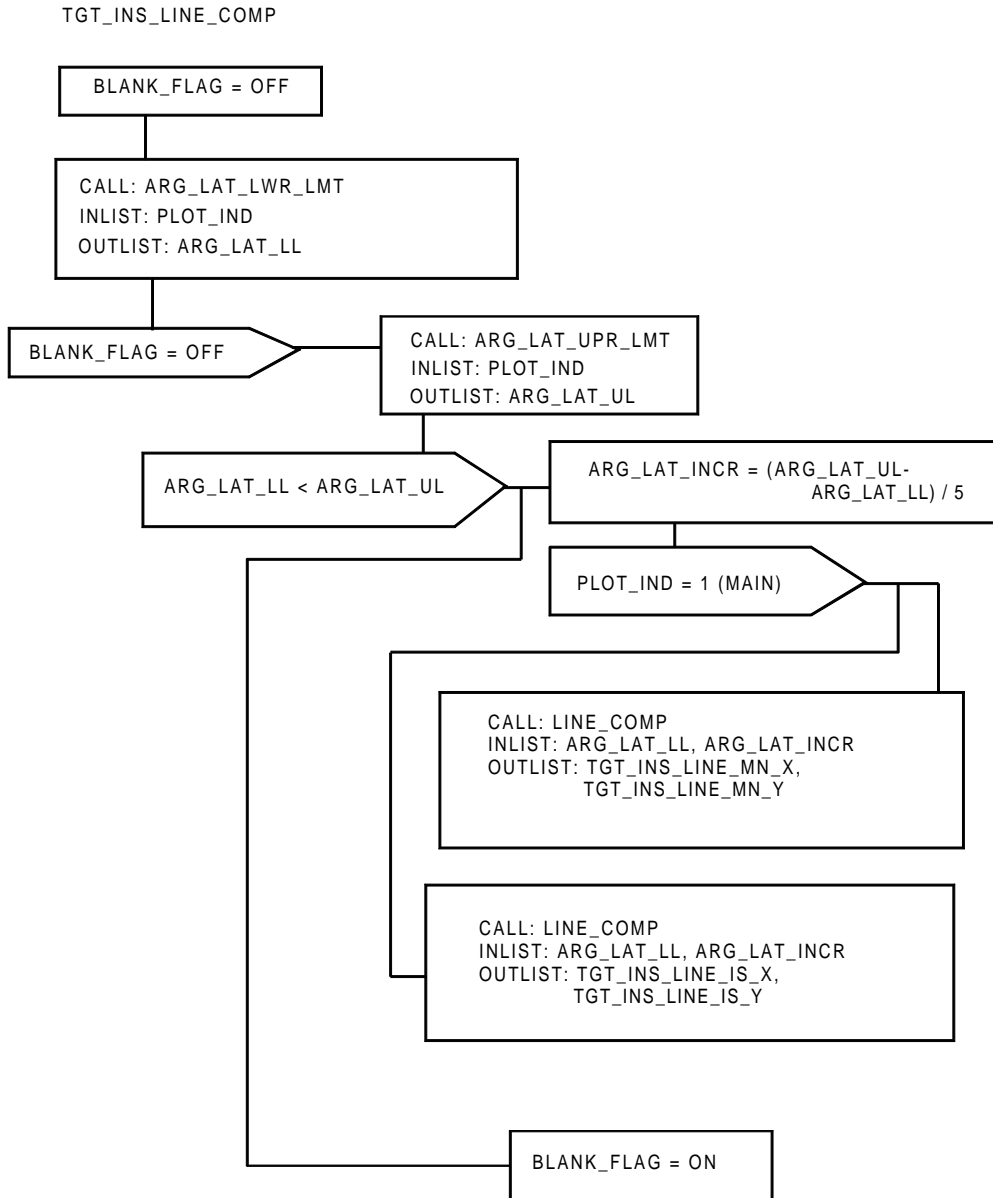 TGT_INS_LINE_COMP
BLANK_FLAG = OFF
CALL: ARG_LAT_LWR_LMT
INLIST: PLOT_IND
OUTLIST: ARG_LAT_LL
BLANK_FLAG = OFF
CALL: ARG_LAT_UPR_LMT
INLIST: PLOT_IND
OUTLIST: ARG_LAT_UL
ARG_LAT_LL < ARG_LAT_UL
ARG_LAT_INCR = (ARG_LAT_UL-
ARG_LAT_LL) / 5
PLOT_IND = 1 (MAIN)
CALL: LINE_COMP
INLIST: ARG_LAT_LL, ARG_LAT_INCR
OUTLIST: TGT_INS_LINE_MN_X,
TGT_INS_LINE_MN_Y
CALL: LINE_COMP
INLIST: ARG_LAT_LL, ARG_LAT_INCR
OUTLIST: TGT_INS_LINE_IS_X,
TGT_INS_LINE_IS_Y
BLANK_FLAG = ON